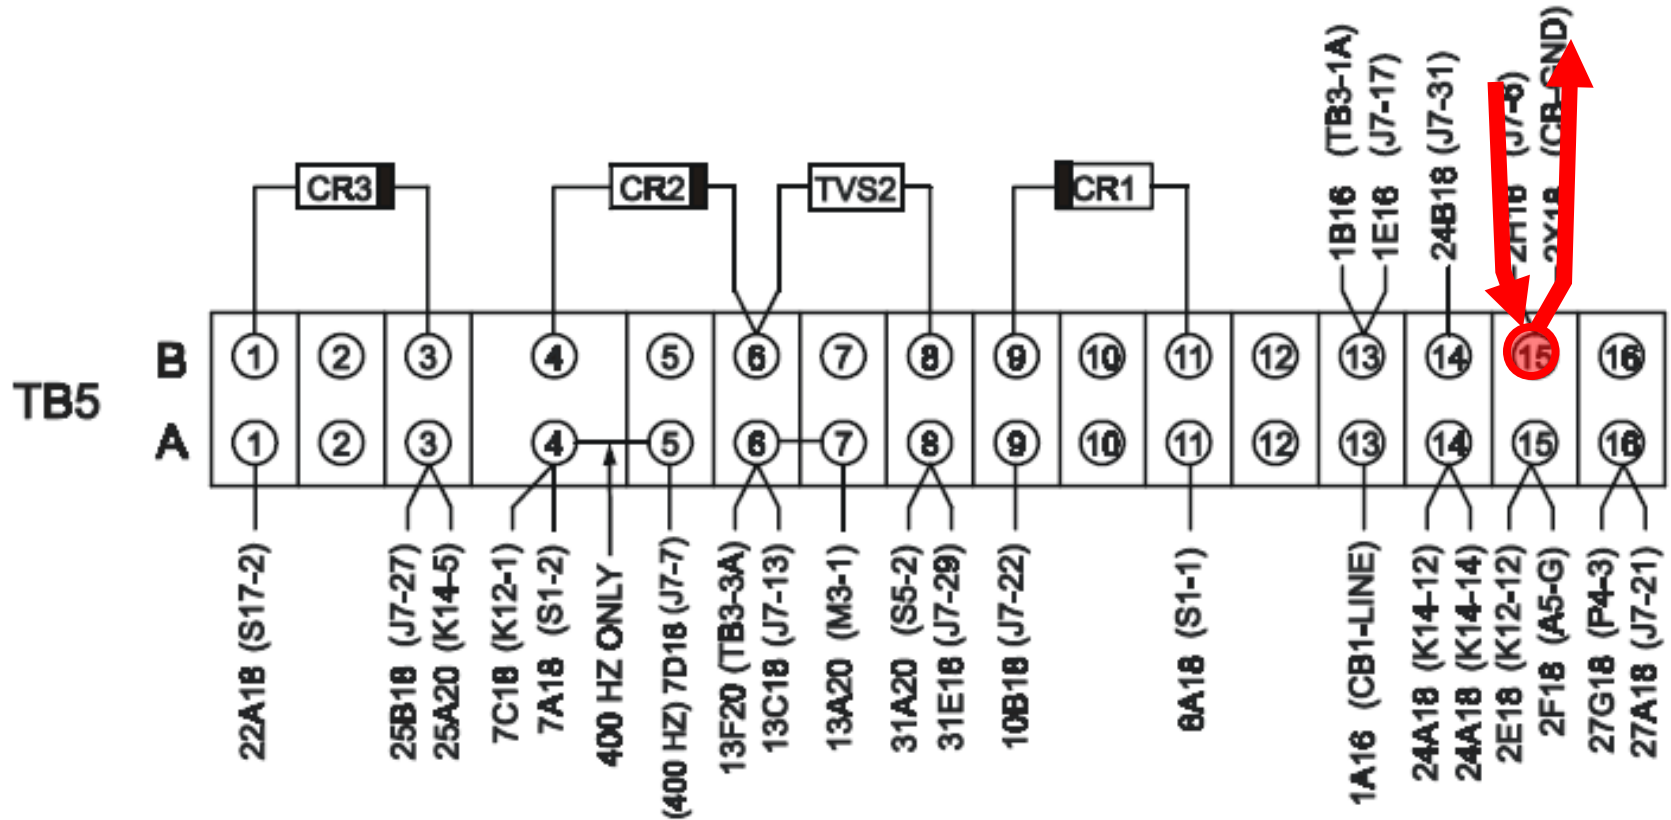 1B16 (TB3-1A)
1E16 (J7-17)
24B18 (J7-31)
2H18 (J7-6)
CR3
CR2
TVS2
CR1
TB5
B
1 2 3 4 5 6 7 8 9 10 11 12 13 14 15 16
A
1 2 3 4 5 6 7 8 9 10 11 12 13 14 15 16
22A18 (S17-2)
25B18 (J7-27)
25A20 (K14-5)
7C18 (K12-1)
7A18 (S1-2)
400 HZ ONLY
(400 HZ) 7D18 (J7-7)
13F20 (TB3-3A)
13C18 (J7-13)
13A20 (M3-1)
31A20 (S5-2)
31E18 (J7-29)
10B18 (J7-22)
(S1-1)
1A16 (CB1-LINE)
24A18 (K14-12)
24A18 (K14-14)
2E18 (K12-12)
2F18 (A5-G)
27G18 (P4-3)
27A18 (J7-21)